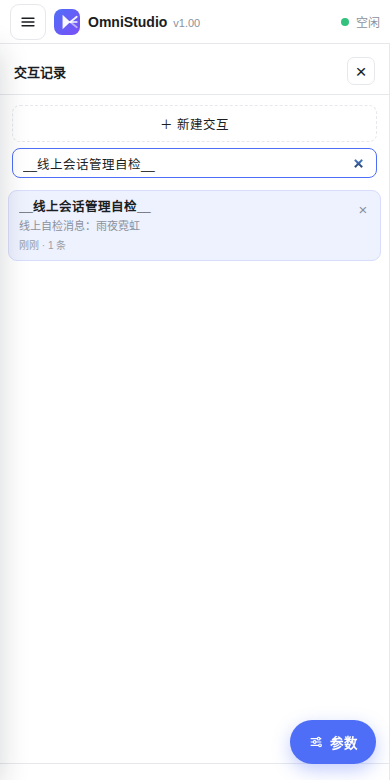 OmniStudio v1.00 空闲
交互记录
＋ 新建交互
__线上会话管理自检__
__线上会话管理自检__
线上自检消息：雨夜霓虹
刚刚 · 1 条
参数